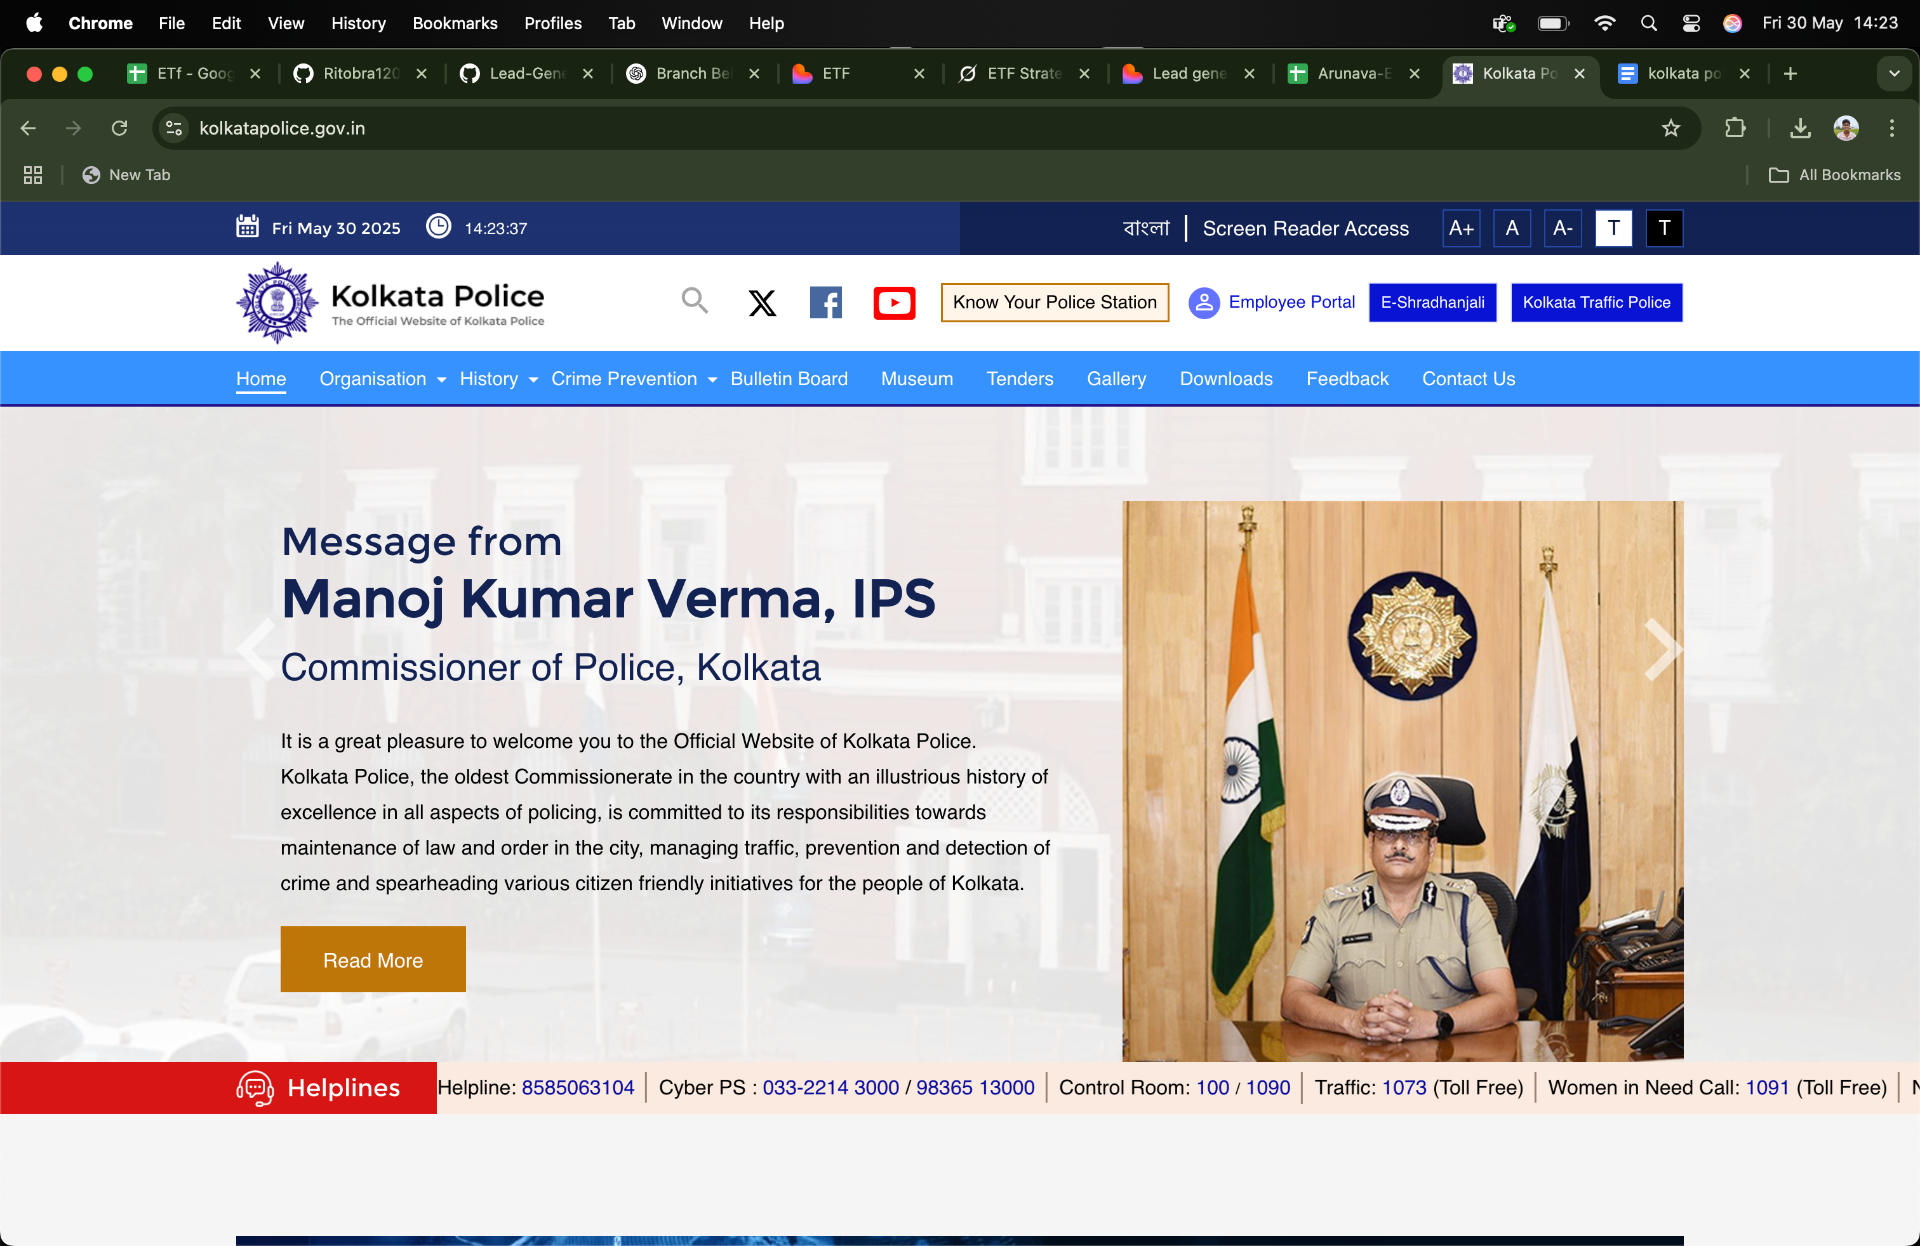 Chrome File Edit View History Bookmarks Profiles Tab Window Help Fri 30 May 14:23
ETf - Goog Ritobra120 Lead-Gene Branch Bel ETF ETF Strate Lead gene Arunava-E Kolkata Po kolkata po
kolkatapolice.gov.in
New Tab All Bookmarks
Fri May 30 2025 14:23:37 বাংলা Screen Reader Access A+ A A- T T
Kolkata Police
The Official Website of Kolkata Police
Know Your Police Station Employee Portal E-Shradhanjali Kolkata Traffic Police
Home Organisation History Crime Prevention Bulletin Board Museum Tenders Gallery Downloads Feedback Contact Us
Message from
Manoj Kumar Verma, IPS
Commissioner of Police, Kolkata
It is a great pleasure to welcome you to the Official Website of Kolkata Police.
Kolkata Police, the oldest Commissionerate in the country with an illustrious history of
excellence in all aspects of policing, is committed to its responsibilities towards
maintenance of law and order in the city, managing traffic, prevention and detection of
crime and spearheading various citizen friendly initiatives for the people of Kolkata.
Read More
Helplines Helpline: 8585063104 | Cyber PS : 033-2214 3000 / 98365 13000 | Control Room: 100 / 1090 | Traffic: 1073 (Toll Free) | Women in Need Call: 1091 (Toll Free) |